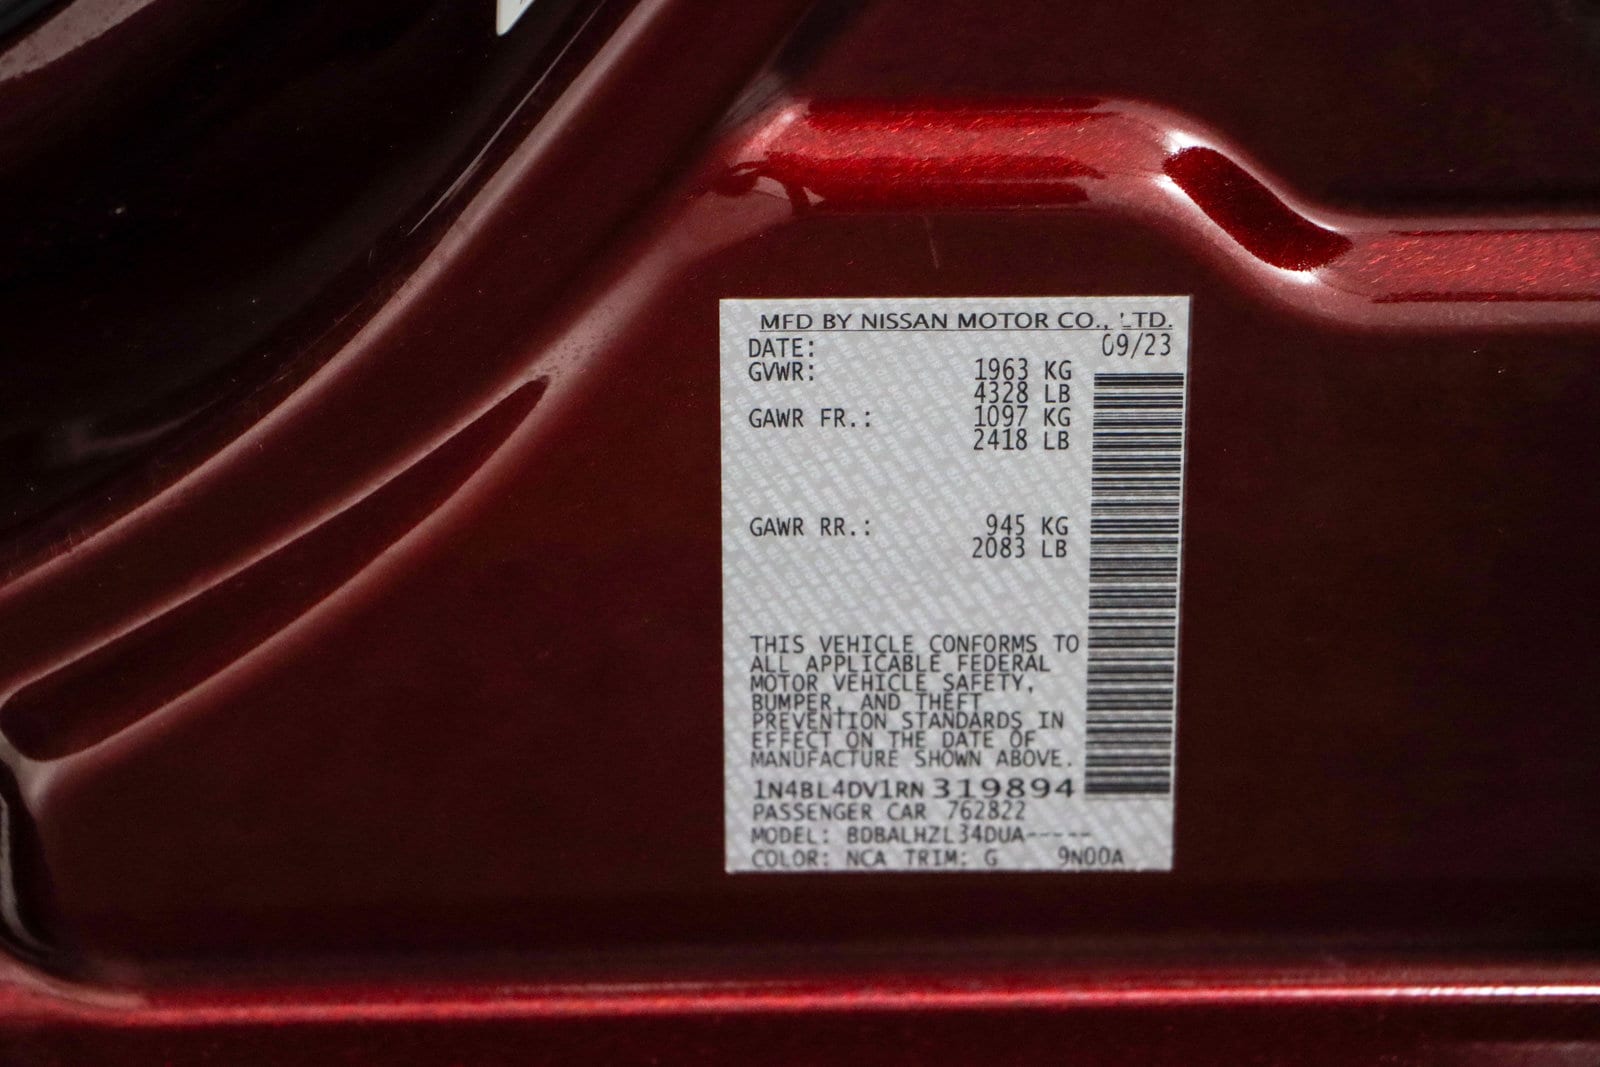 MFD BY NISSAN MOTOR CO., LTD.
DATE: 09/23
GVWR: 1963 KG
4328 LB
GAWR FR.: 1097 KG
2418 LB
GAWR RR.: 945 KG
2083 LB
THIS VEHICLE CONFORMS TO
ALL APPLICABLE FEDERAL
MOTOR VEHICLE SAFETY,
BUMPER, AND THEFT
PREVENTION STANDARDS IN
EFFECT ON THE DATE OF
MANUFACTURE SHOWN ABOVE.
1N4BL4DV1RN319894
PASSENGER CAR 762822
MODEL: BDBALHZL34DUA-----
COLOR: NCA TRIM: G 9N00A